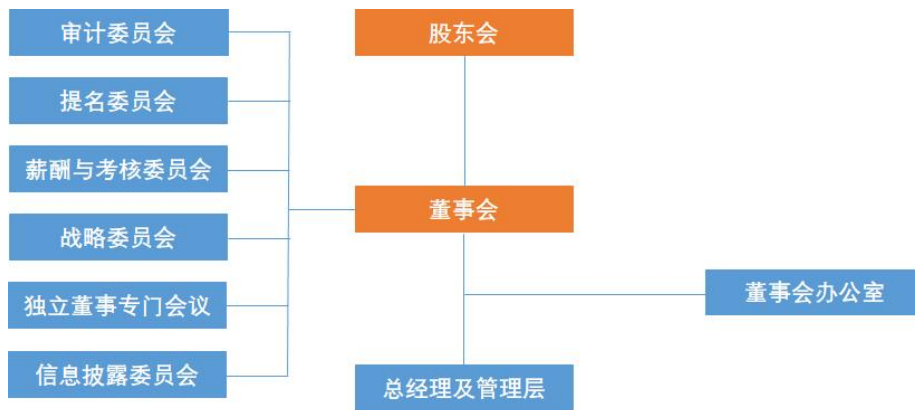 审计委员会
股东会
提名委员会
薪酬与考核委员会
董事会
战略委员会
独立董事专门会议
董事会办公室
信息披露委员会
总经理及管理层